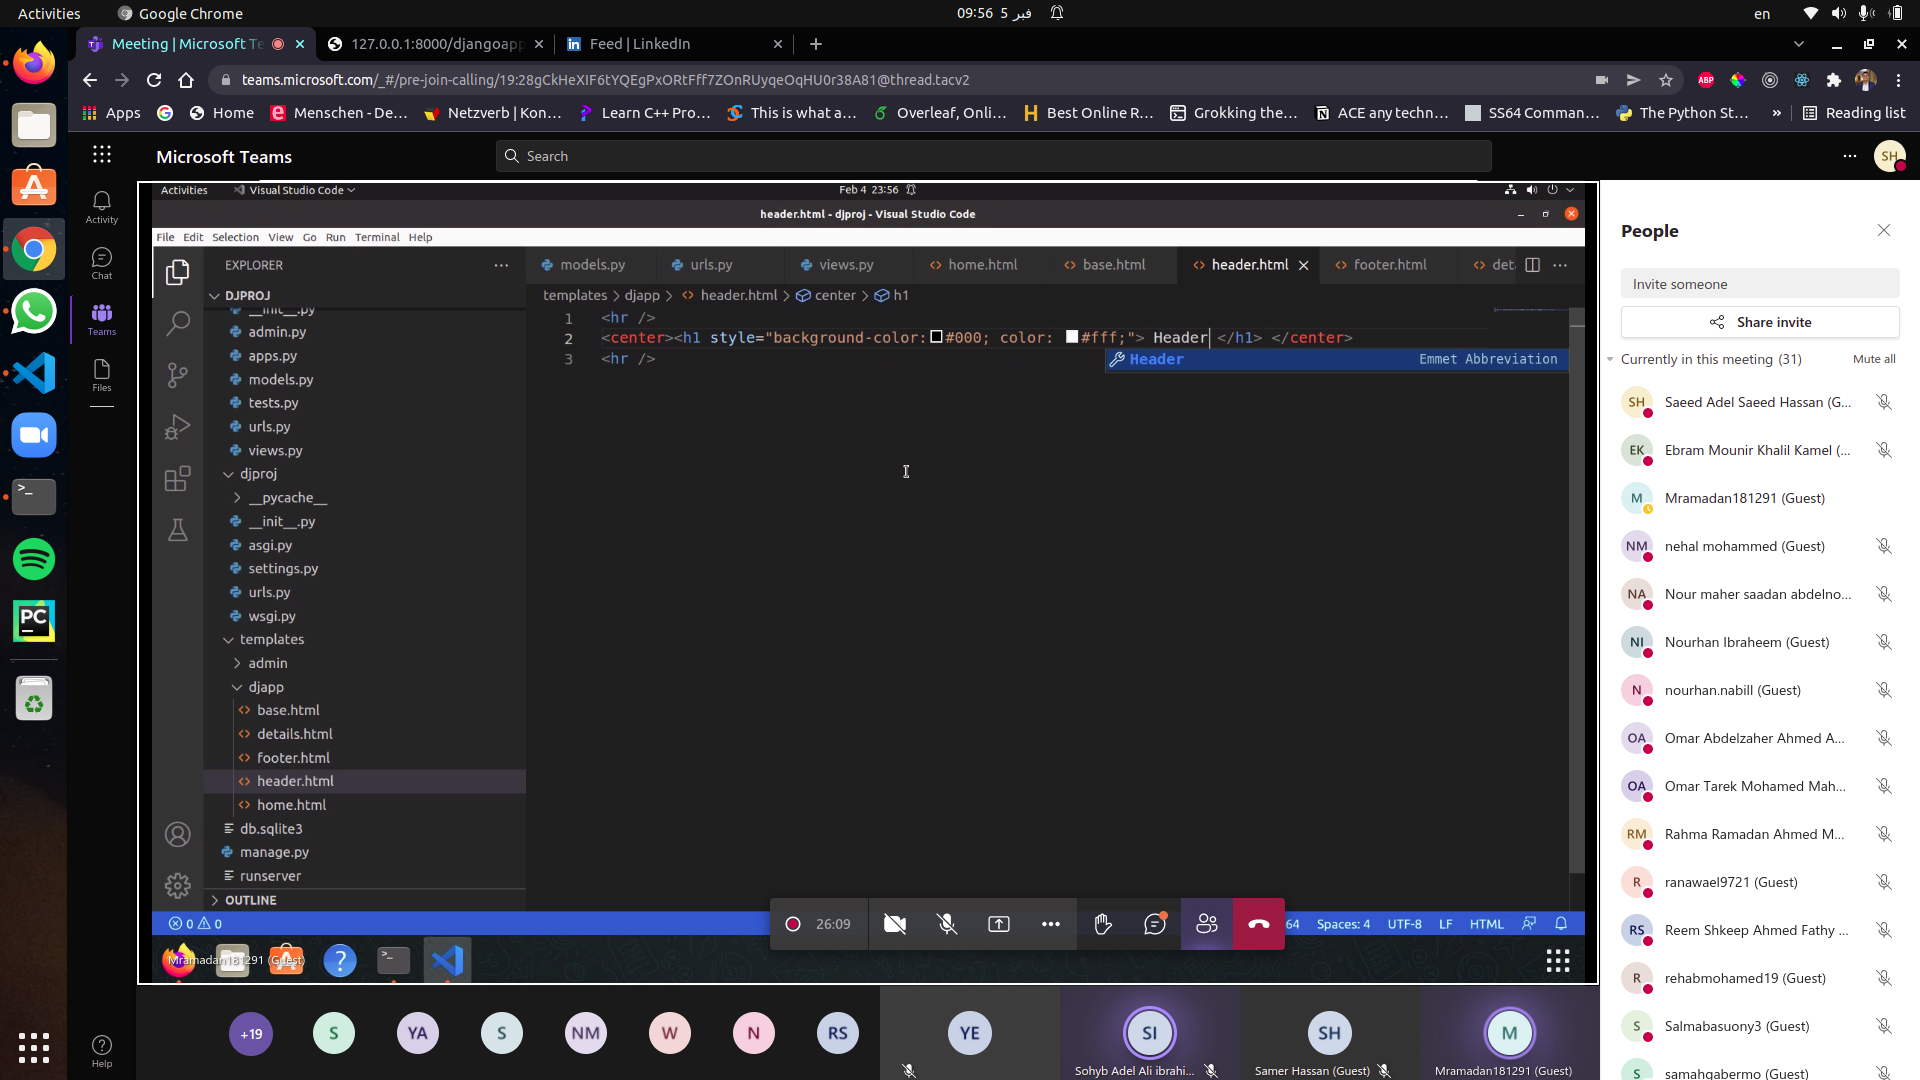 Activities
Google Chrome
09:56 5 فبر
en
Meeting | Microsoft Te
127.0.0.1:8000/djangoapp
Feed | LinkedIn
teams.microsoft.com/_#/pre-join-calling/19:28gCkHeXIF6tYQEgPxORtFff7ZOnRUyqeOqHU0r38A81@thread.tacv2
ABP
Apps
Home
Menschen - De...
Netzverb | Kon...
Learn C++ Pro...
This is what a...
Overleaf, Onli...
Best Online R...
Grokking the...
ACE any techn...
SS64 Comman...
The Python St...
»
Reading list
Microsoft Teams
Search
SH
Activity
Chat
Teams
Files
Help
Activities
Visual Studio Code
Feb 4 23:56
header.html - djproj - Visual Studio Code
File Edit Selection View Go Run Terminal Help
EXPLORER
models.py
urls.py
views.py
home.html
base.html
header.html
footer.html
det
templates > djapp > header.html > center > h1
DJPROJ
__init__.py
admin.py
apps.py
models.py
tests.py
urls.py
views.py
djproj
__pycache__
__init__.py
asgi.py
settings.py
urls.py
wsgi.py
templates
admin
djapp
base.html
details.html
footer.html
header.html
home.html
db.sqlite3
manage.py
runserver
OUTLINE
1 <hr />
2 <center><h1 style="background-color:#000; color: #fff;"> Header </h1> </center>
3 <hr />
Header Emmet Abbreviation
0 0
26:09
64
Spaces: 4
UTF-8
LF
HTML
Mramadan181291 (Guest)
People
Invite someone
Share invite
Currently in this meeting (31)
Mute all
SH Saeed Adel Saeed Hassan (G...
EK Ebram Mounir Khalil Kamel (...
M Mramadan181291 (Guest)
NM nehal mohammed (Guest)
NA Nour maher saadan abdelno...
NI Nourhan Ibraheem (Guest)
N nourhan.nabill (Guest)
OA Omar Abdelzaher Ahmed A...
OA Omar Tarek Mohamed Mah...
RM Rahma Ramadan Ahmed M...
R ranawael9721 (Guest)
RS Reem Shkeep Ahmed Fathy ...
R rehabmohamed19 (Guest)
S Salmabasuony3 (Guest)
S samahgabermo (Guest)
+19
S
YA
S
NM
W
N
RS
YE
SI
SH
M
Sohyb Adel Ali ibrahi...
Samer Hassan (Guest)
Mramadan181291 (Guest)
PC